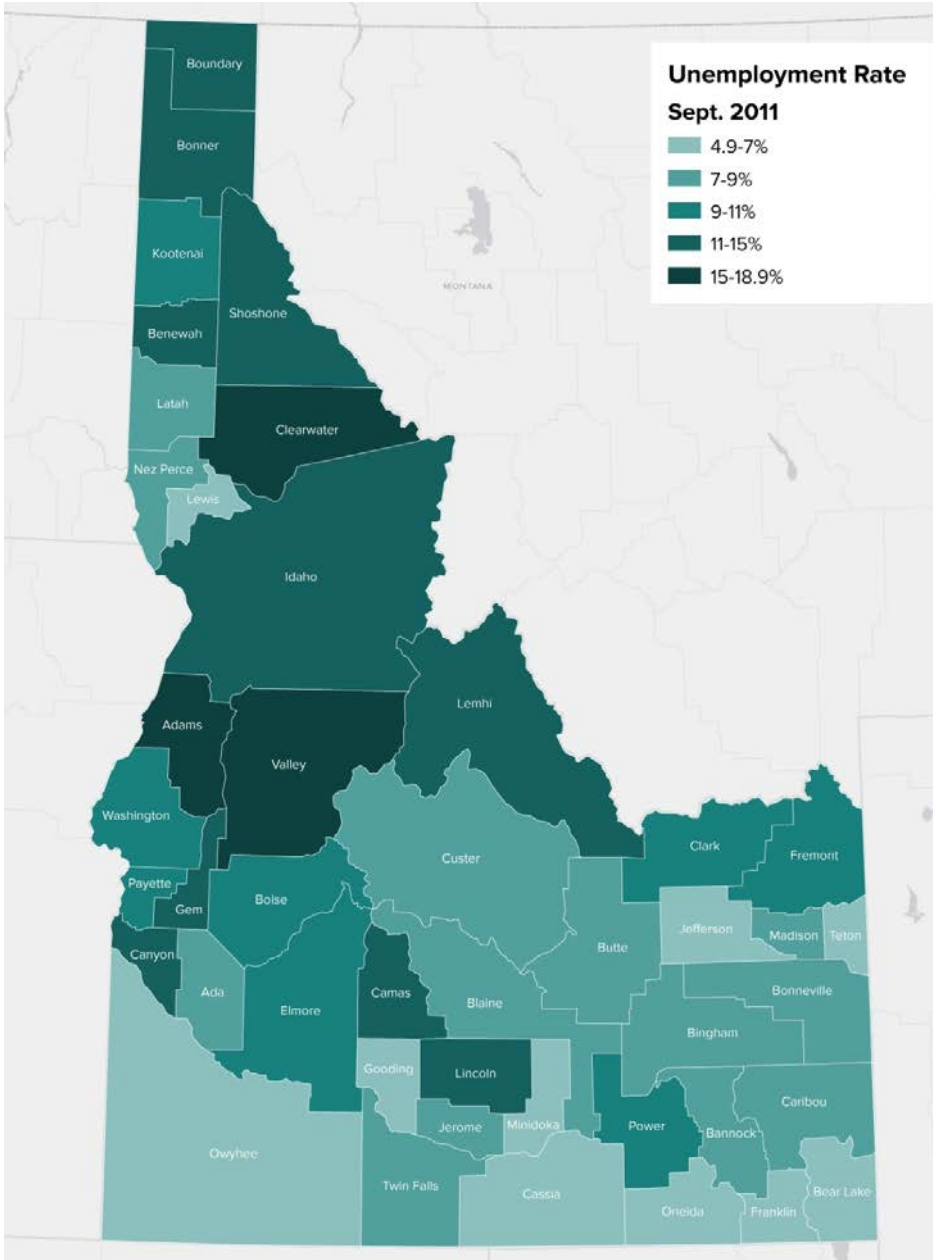 Unemployment Rate
Sept. 2011
4.9-7%
7-9%
9-11%
11-15%
15-18.9%
Boundary
Bonner
Kootenai
MONTANA
Shoshone
Benewah
Latah
Clearwater
Nez Perce
Lewis
Idaho
Lemhi
Adams
Valley
Washington
Clark
Fremont
Custer
Payette
Boise
Gem
Jefferson
Madison
Teton
Butte
Canyon
Ada
Camas
Blaine
Bonneville
Elmore
Bingham
Gooding
Lincoln
Caribou
Jerome
Minidoka
Power
Bannock
Owyhee
Twin Falls
Cassia
Bear Lake
Oneida
Franklin